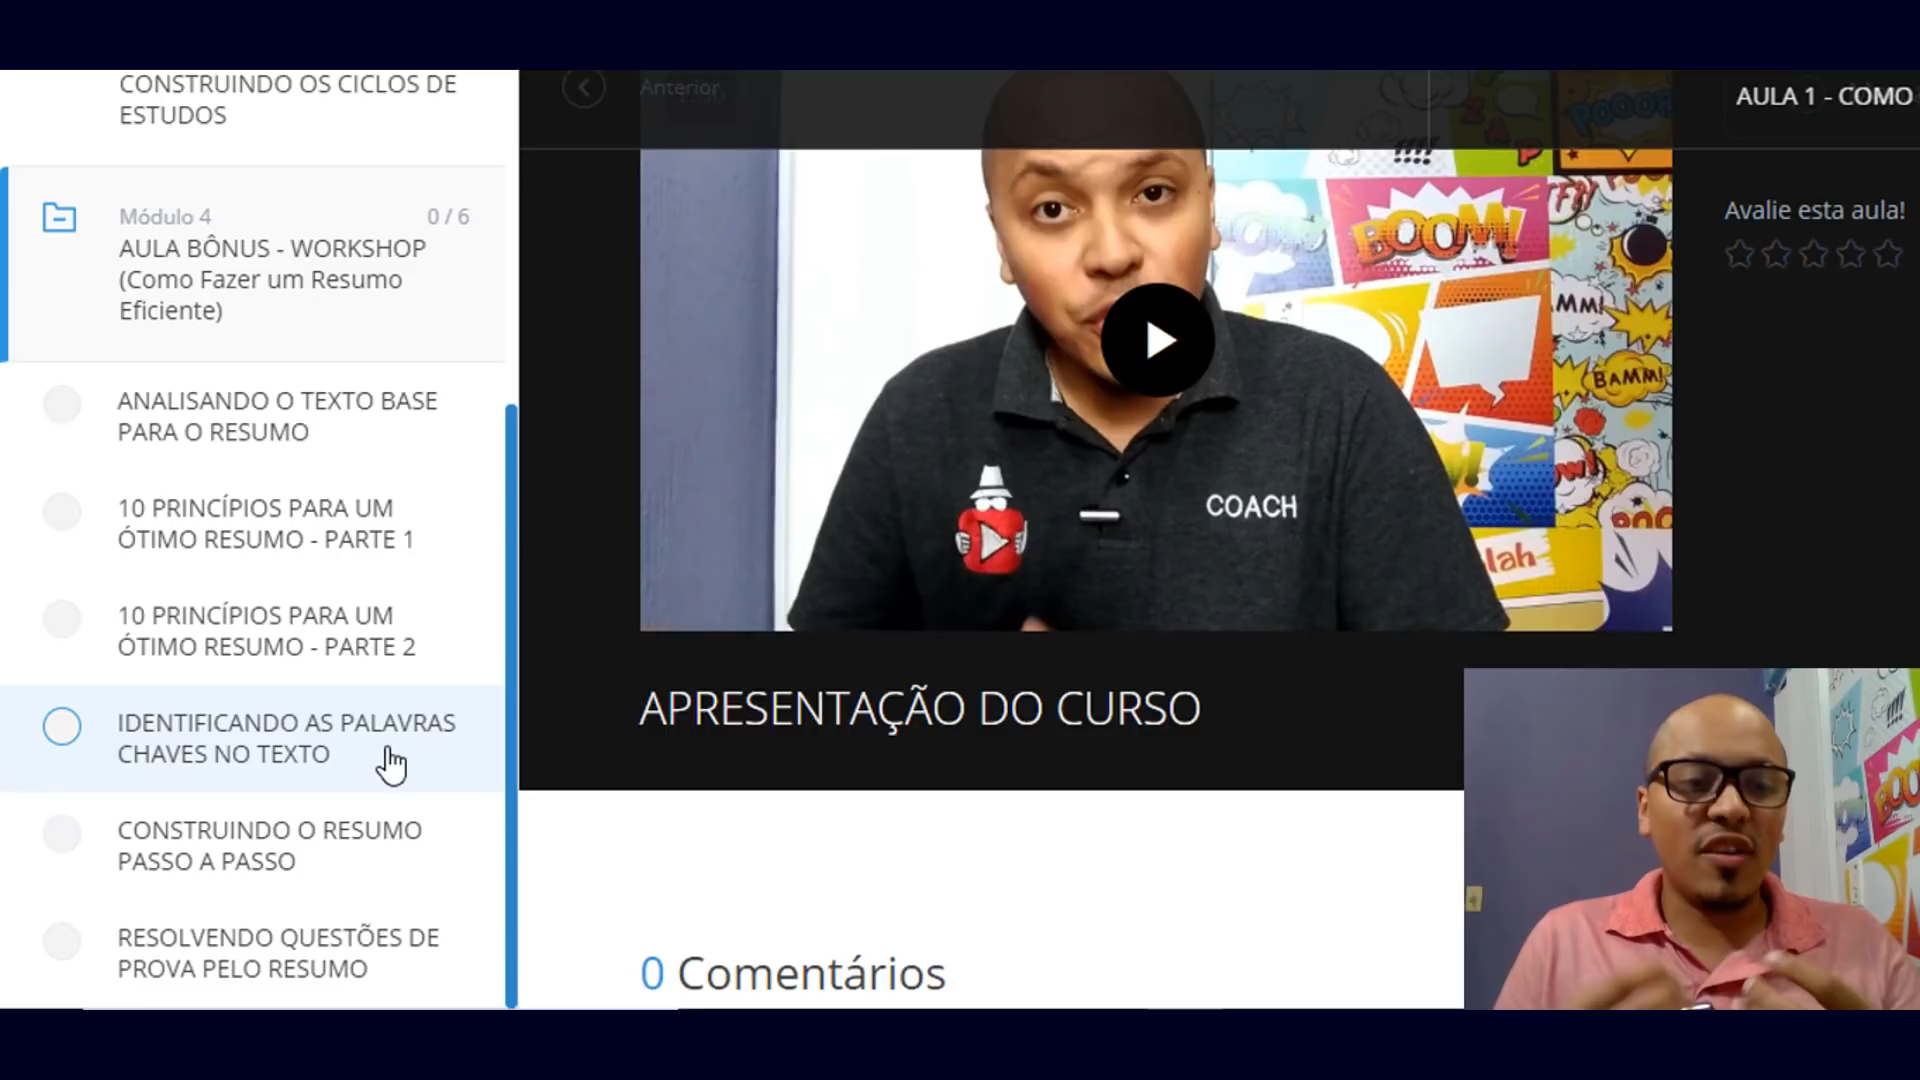 CONSTRUINDO OS CICLOS DE
ESTUDOS
Módulo 4
0 / 6
AULA BÔNUS - WORKSHOP
(Como Fazer um Resumo
Eficiente)
ANALISANDO O TEXTO BASE
PARA O RESUMO
10 PRINCÍPIOS PARA UM
ÓTIMO RESUMO - PARTE 1
10 PRINCÍPIOS PARA UM
ÓTIMO RESUMO - PARTE 2
IDENTIFICANDO AS PALAVRAS
CHAVES NO TEXTO
CONSTRUINDO O RESUMO
PASSO A PASSO
RESOLVENDO QUESTÕES DE
PROVA PELO RESUMO
Anterior
AULA 1 - COMO
Avalie esta aula!
!!!!
BOOM!
BAMM!
COACH
lah
APRESENTAÇÃO DO CURSO
0 Comentários